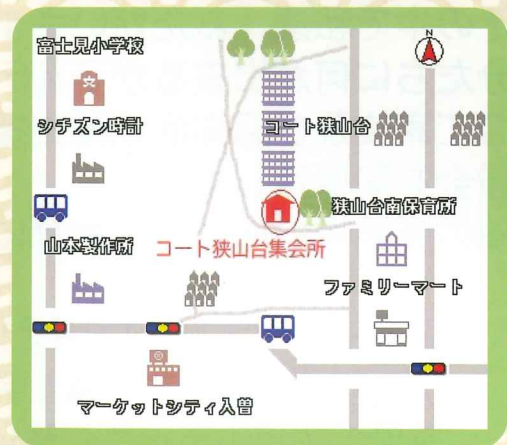 富士見小学校
N
シチズン時計
コート狭山台
狭山台南保育所
山本製作所
コート狭山台集会所
ファミリーマート
マーケットシティ入曽